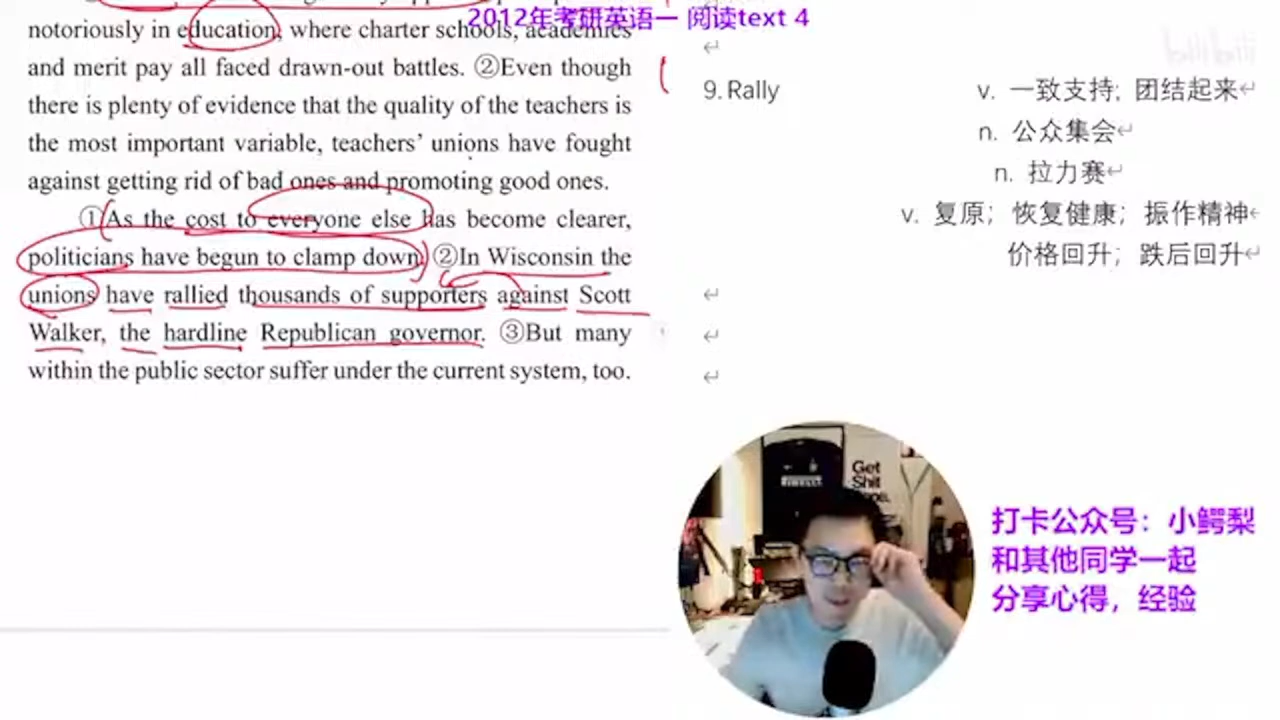 2012年考研英语一 阅读text 4
notoriously in education, where charter schools, academies
and merit pay all faced drawn-out battles. ②Even though
there is plenty of evidence that the quality of the teachers is
the most important variable, teachers' unions have fought
against getting rid of bad ones and promoting good ones.
①As the cost to everyone else has become clearer,
politicians have begun to clamp down. ②In Wisconsin the
unions have rallied thousands of supporters against Scott
Walker, the hardline Republican governor. ③But many
within the public sector suffer under the current system, too.
bilibili
9. Rally v. 一致支持; 团结起来
n. 公众集会
n. 拉力赛
v. 复原; 恢复健康; 振作精神
价格回升; 跌后回升
Get
Shit
打卡公众号: 小鳄梨
和其他同学一起
分享心得, 经验